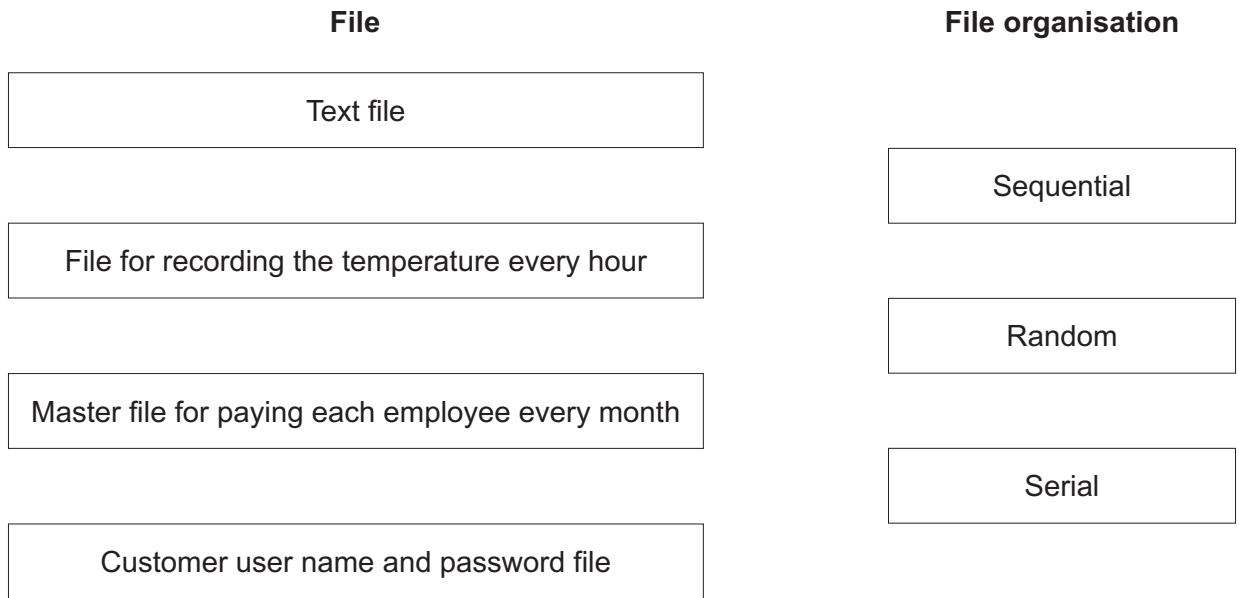 File
File organisation
Text file
Sequential
File for recording the temperature every hour
Random
Master file for paying each employee every month
Serial
Customer user name and password file